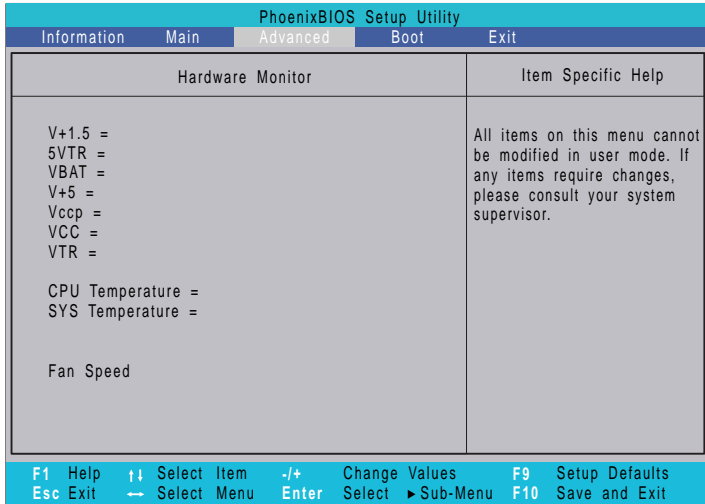 PhoenixBIOS Setup Utility
Information Main Advanced Boot Exit
Hardware Monitor
Item Specific Help
V+1.5 =
5VTR =
VBAT =
V+5 =
Vccp =
VCC =
VTR =
CPU Temperature =
SYS Temperature =
Fan Speed
All items on this menu cannot
be modified in user mode. If
any items require changes,
please consult your system
supervisor.
F1 Help ↑↓ Select Item -/+ Change Values F9 Setup Defaults
Esc Exit ↔ Select Menu Enter Select ►Sub-Menu F10 Save and Exit